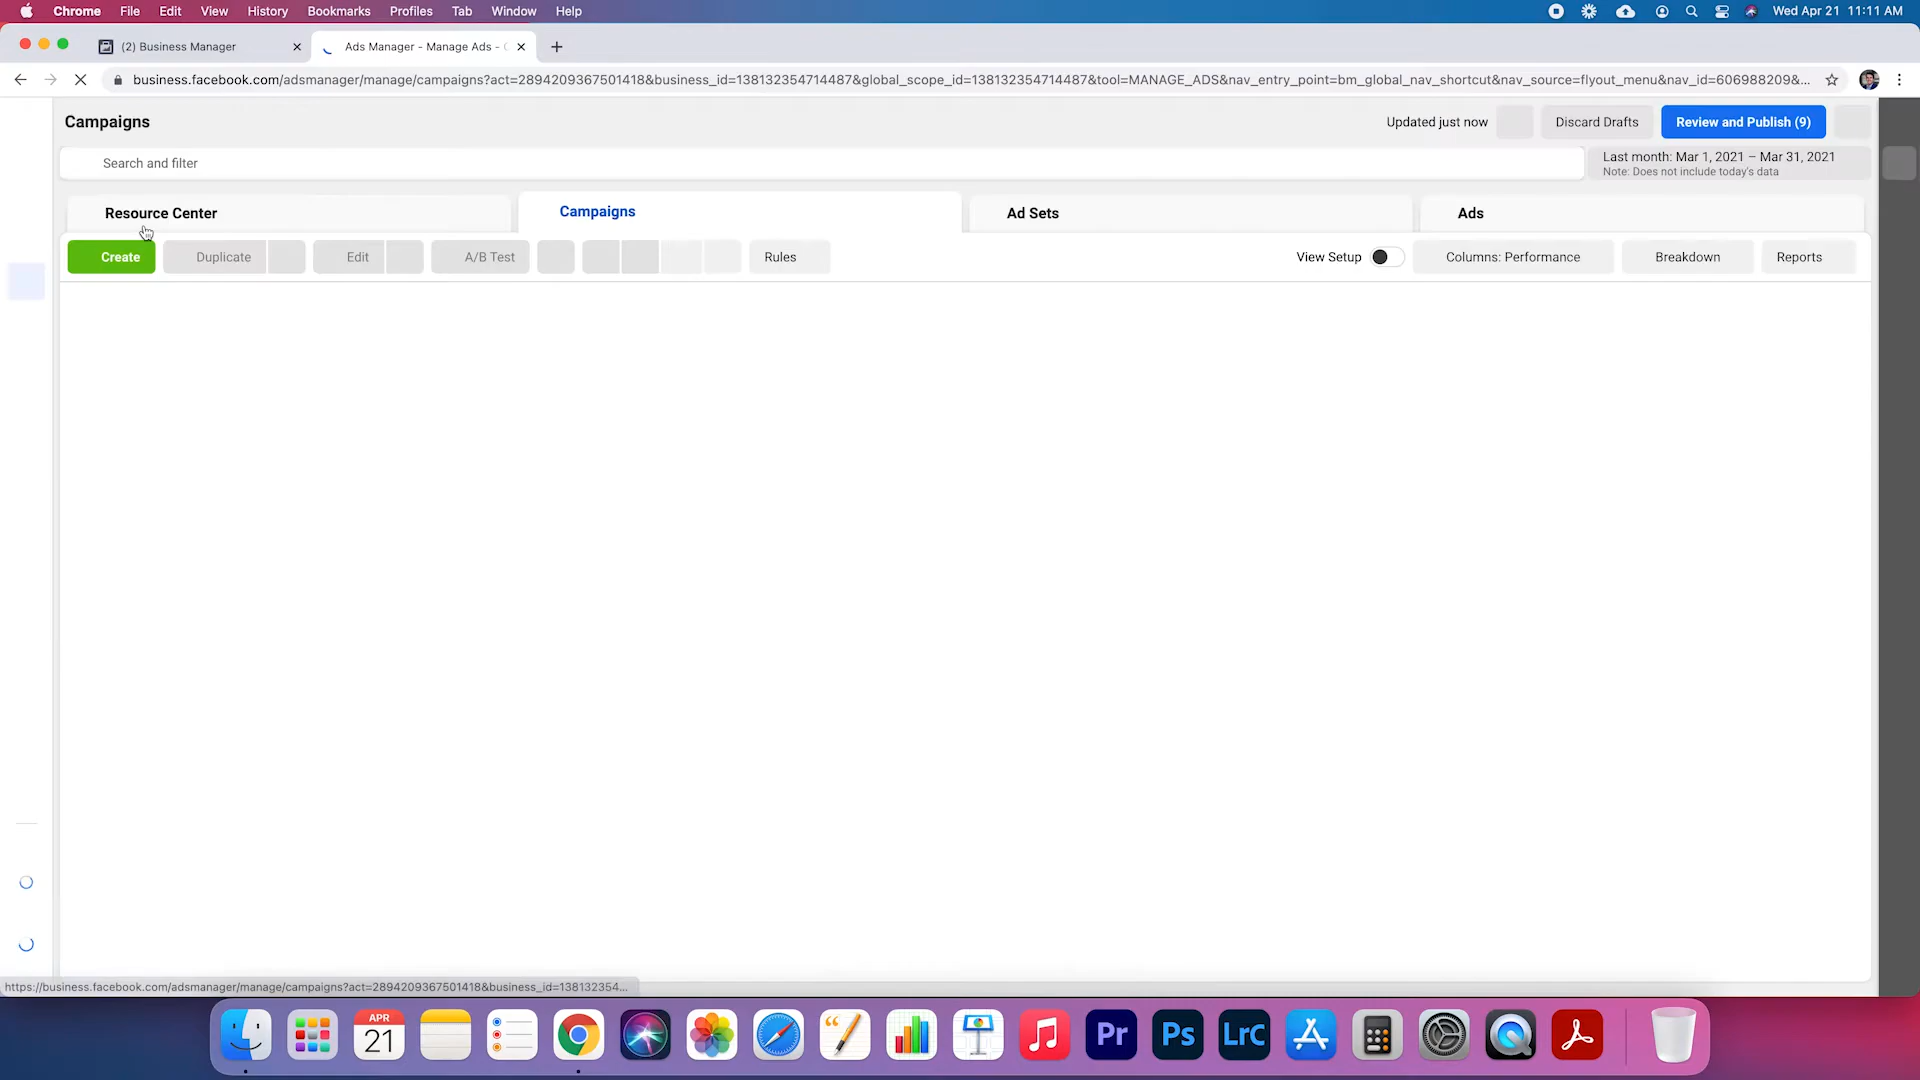 Chrome File Edit View History Bookmarks Profiles Tab Window Help Wed Apr 21 11:11 AM
(2) Business Manager Ads Manager - Manage Ads -
business.facebook.com/adsmanager/manage/campaigns?act=2894209367501418&business_id=138132354714487&global_scope_id=138132354714487&tool=MANAGE_ADS&nav_entry_point=bm_global_nav_shortcut&nav_source=flyout_menu&nav_id=606988209&...
Campaigns Updated just now Discard Drafts Review and Publish (9)
Search and filter Last month: Mar 1, 2021 – Mar 31, 2021
Note: Does not include today's data
Resource Center Campaigns Ad Sets Ads
Create Duplicate Edit A/B Test Rules View Setup Columns: Performance Breakdown Reports
https://business.facebook.com/adsmanager/manage/campaigns?act=2894209367501418&business_id=138132354...
APR
21
Pr Ps LrC